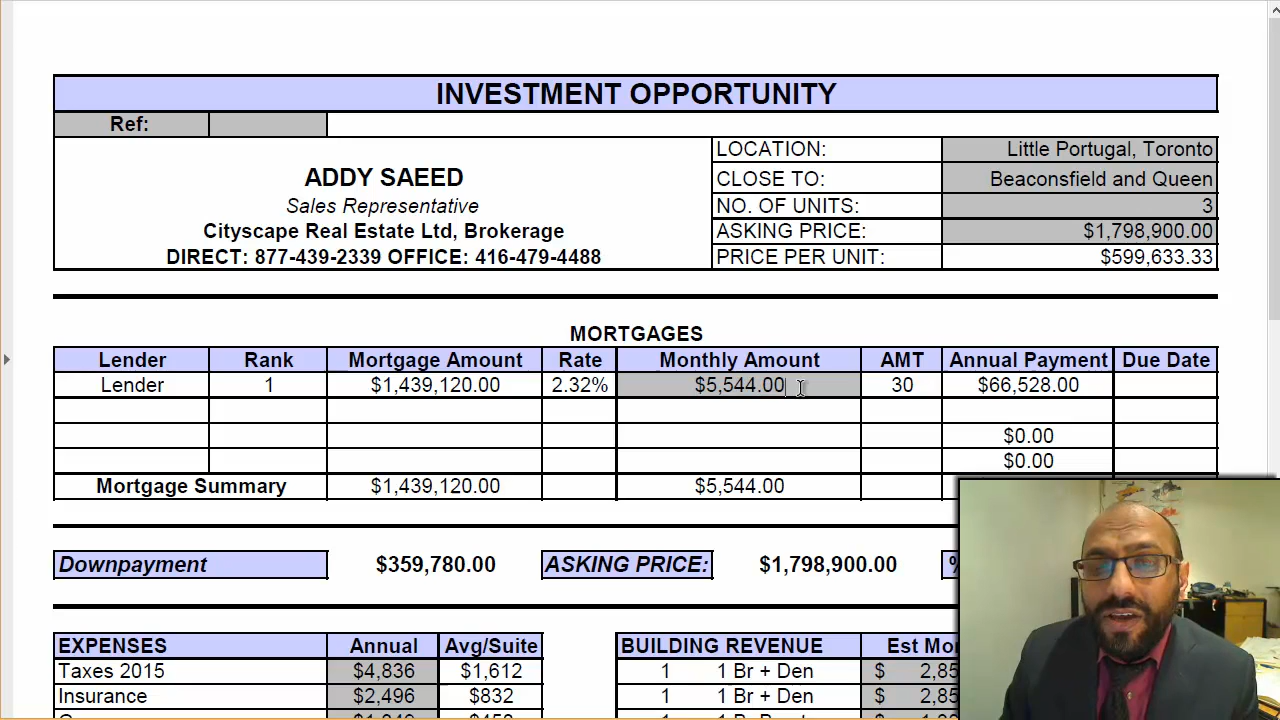 INVESTMENT OPPORTUNITY
Ref:
ADDY SAEED
Sales Representative
Cityscape Real Estate Ltd, Brokerage
DIRECT: 877-439-2339 OFFICE: 416-479-4488
LOCATION: Little Portugal, Toronto
CLOSE TO: Beaconsfield and Queen
NO. OF UNITS: 3
ASKING PRICE: $1,798,900.00
PRICE PER UNIT: $599,633.33
MORTGAGES
Lender Rank Mortgage Amount Rate Monthly Amount AMT Annual Payment Due Date
Lender 1 $1,439,120.00 2.32% $5,544.00 30 $66,528.00
$0.00
$0.00
Mortgage Summary $1,439,120.00 $5,544.00
Downpayment $359,780.00 ASKING PRICE: $1,798,900.00 %
EXPENSES Annual Avg/Suite BUILDING REVENUE Est Mo
Taxes 2015 $4,836 $1,612 1 1 Br + Den $ 2,85
Insurance $2,496 $832 1 1 Br + Den $ 2,85